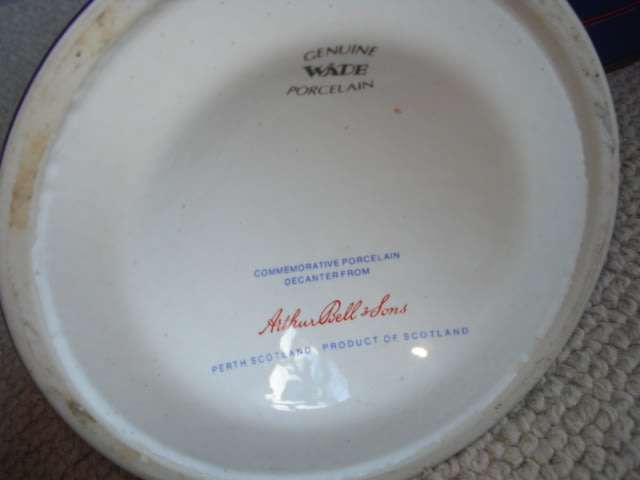 GENUINE
WADE
PORCELAIN
COMMEMORATIVE PORCELAIN
DECANTER FROM
Arthur Bell & Sons
PERTH SCOTLAND PRODUCT OF SCOTLAND